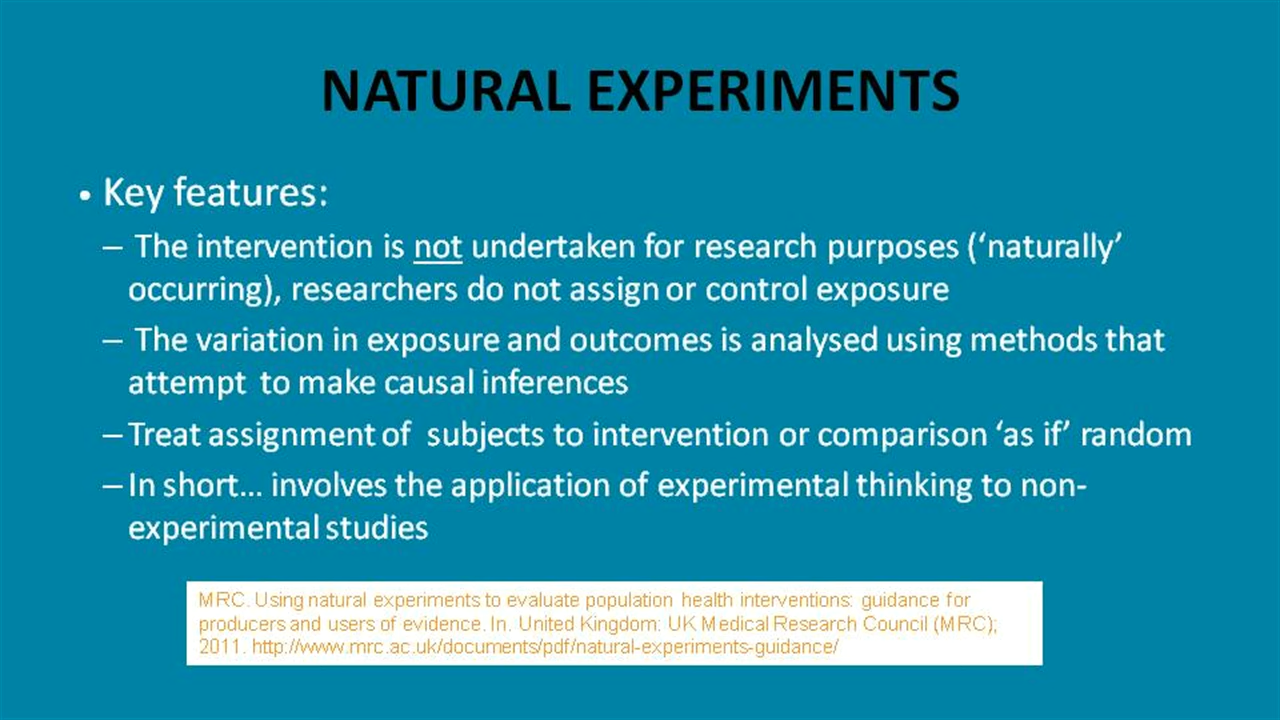 NATURAL EXPERIMENTS
• Key features:
– The intervention is not undertaken for research purposes (‘naturally’
occurring), researchers do not assign or control exposure
– The variation in exposure and outcomes is analysed using methods that
attempt to make causal inferences
– Treat assignment of subjects to intervention or comparison ‘as if’ random
– In short… involves the application of experimental thinking to non-
experimental studies
MRC. Using natural experiments to evaluate population health interventions: guidance for
producers and users of evidence. In. United Kingdom: UK Medical Research Council (MRC);
2011. http://www.mrc.ac.uk/documents/pdf/natural-experiments-guidance/